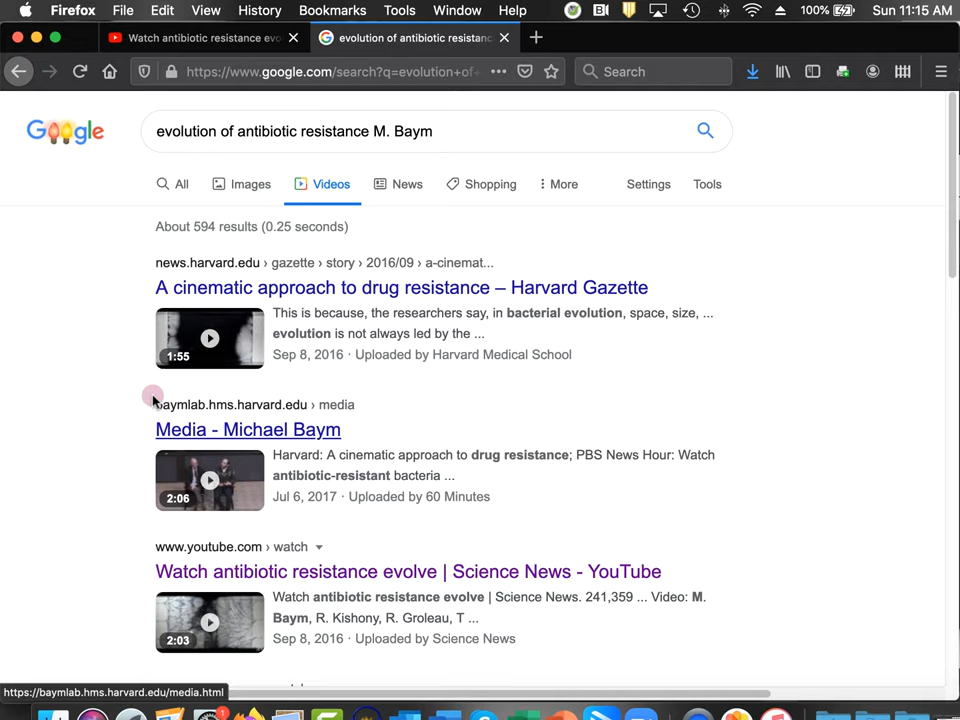 Firefox File Edit View History Bookmarks Tools Window Help 100% Sun 11:15 AM
Watch antibiotic resistance evo
evolution of antibiotic resistanc
https://www.google.com/search?q=evolution+of+ Search
Google
evolution of antibiotic resistance M. Baym
All Images Videos News Shopping More Settings Tools
About 594 results (0.25 seconds)
news.harvard.edu › gazette › story › 2016/09 › a-cinemat...
A cinematic approach to drug resistance – Harvard Gazette
This is because, the researchers say, in bacterial evolution, space, size, ...
evolution is not always led by the ...
1:55
Sep 8, 2016 · Uploaded by Harvard Medical School
baymlab.hms.harvard.edu › media
Media - Michael Baym
Harvard: A cinematic approach to drug resistance; PBS News Hour: Watch
antibiotic-resistant bacteria ...
2:06
Jul 6, 2017 · Uploaded by 60 Minutes
www.youtube.com › watch
Watch antibiotic resistance evolve | Science News - YouTube
Watch antibiotic resistance evolve | Science News. 241,359 ... Video: M.
Baym, R. Kishony, R. Groleau, T ...
2:03
Sep 8, 2016 · Uploaded by Science News
https://baymlab.hms.harvard.edu/media.html
1